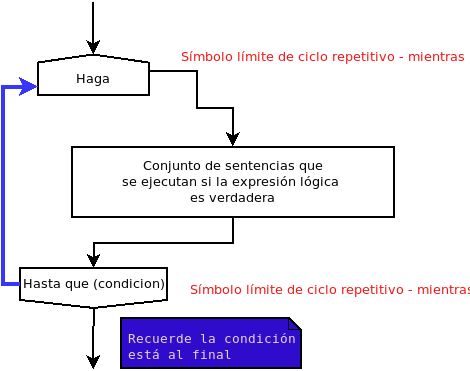 Símbolo límite de ciclo repetitivo - mientras
Haga
Conjunto de sentencias que
se ejecutan si la expresión lógica
es verdadera
Hasta que (condicion)
Símbolo límite de ciclo repetitivo - mientras
Recuerde la condición
está al final